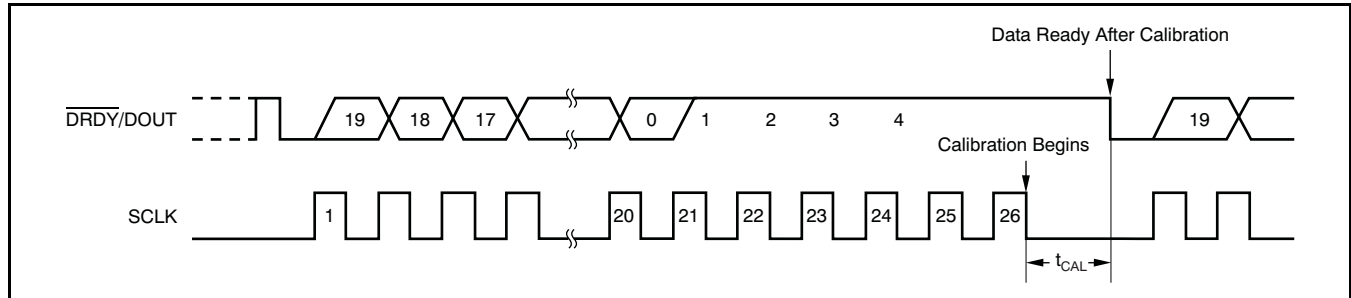 Data Ready After Calibration
DRDY/DOUT 19 18 17 0 1 2 3 4 19
Calibration Begins
SCLK 1 20 21 22 23 24 25 26
tCAL